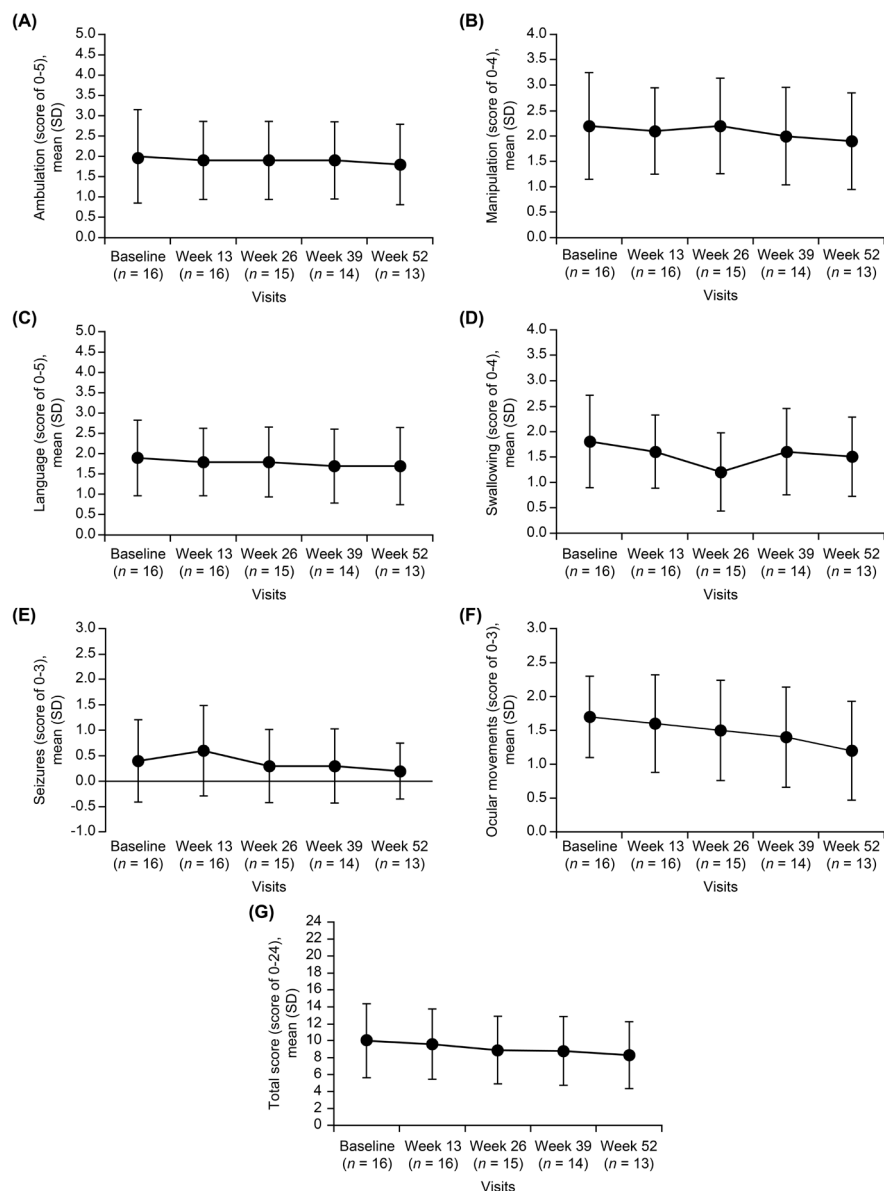 (A)
Ambulation (score of 0-5),
mean (SD)
5.0
4.5
4.0
3.5
3.0
2.5
2.0
1.5
1.0
0.5
0.0
Baseline Week 13 Week 26 Week 39 Week 52
(n = 16) (n = 16) (n = 15) (n = 14) (n = 13)
Visits
(B)
Manipulation (score of 0-4),
mean (SD)
4.0
3.5
3.0
2.5
2.0
1.5
1.0
0.5
0.0
Baseline Week 13 Week 26 Week 39 Week 52
(n = 16) (n = 16) (n = 15) (n = 14) (n = 13)
Visits
(C)
Language (score of 0-5),
mean (SD)
5.0
4.5
4.0
3.5
3.0
2.5
2.0
1.5
1.0
0.5
0.0
Baseline Week 13 Week 26 Week 39 Week 52
(n = 16) (n = 16) (n = 15) (n = 14) (n = 13)
Visits
(D)
Swallowing (score of 0-4),
mean (SD)
4.0
3.5
3.0
2.5
2.0
1.5
1.0
0.5
0.0
Baseline Week 13 Week 26 Week 39 Week 52
(n = 16) (n = 16) (n = 15) (n = 14) (n = 13)
Visits
(E)
Seizures (score of 0-3),
mean (SD)
3.0
2.5
2.0
1.5
1.0
0.5
0.0
-0.5
-1.0
Baseline Week 13 Week 26 Week 39 Week 52
(n = 16) (n = 16) (n = 15) (n = 14) (n = 13)
Visits
(F)
Ocular movements (score of 0-3),
mean (SD)
3.0
2.5
2.0
1.5
1.0
0.5
0.0
Baseline Week 13 Week 26 Week 39 Week 52
(n = 16) (n = 16) (n = 15) (n = 14) (n = 13)
Visits
(G)
Total score (score of 0-24),
mean (SD)
24
22
20
18
16
14
12
10
8
6
4
2
0
Baseline Week 13 Week 26 Week 39 Week 52
(n = 16) (n = 16) (n = 15) (n = 14) (n = 13)
Visits